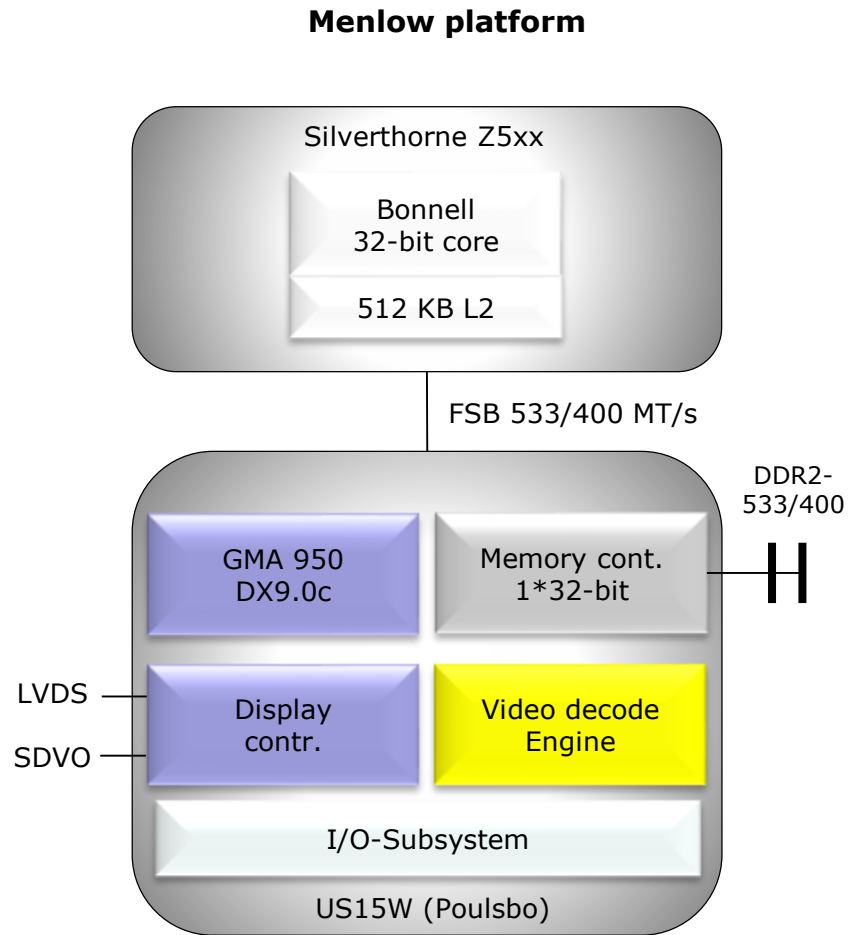 Menlow platform
Silverthorne Z5xx
Bonnell
32-bit core
512 KB L2
FSB 533/400 MT/s
DDR2-
533/400
GMA 950
DX9.0c
Memory cont.
1*32-bit
LVDS
SDVO
Display
contr.
Video decode
Engine
I/O-Subsystem
US15W (Poulsbo)